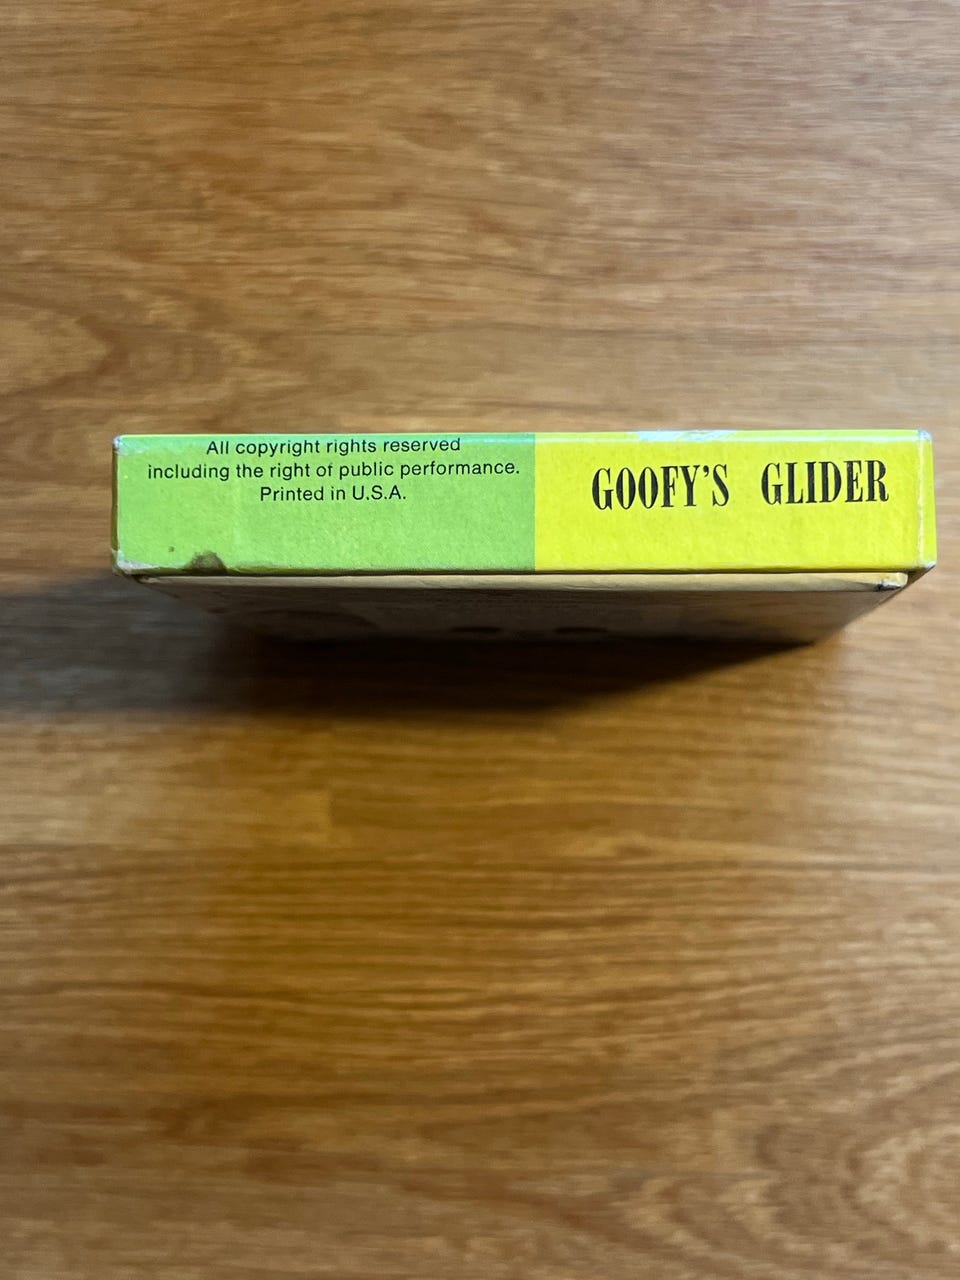 All copyright rights reserved
including the right of public performance.
Printed in U.S.A.
GOOFY'S GLIDER